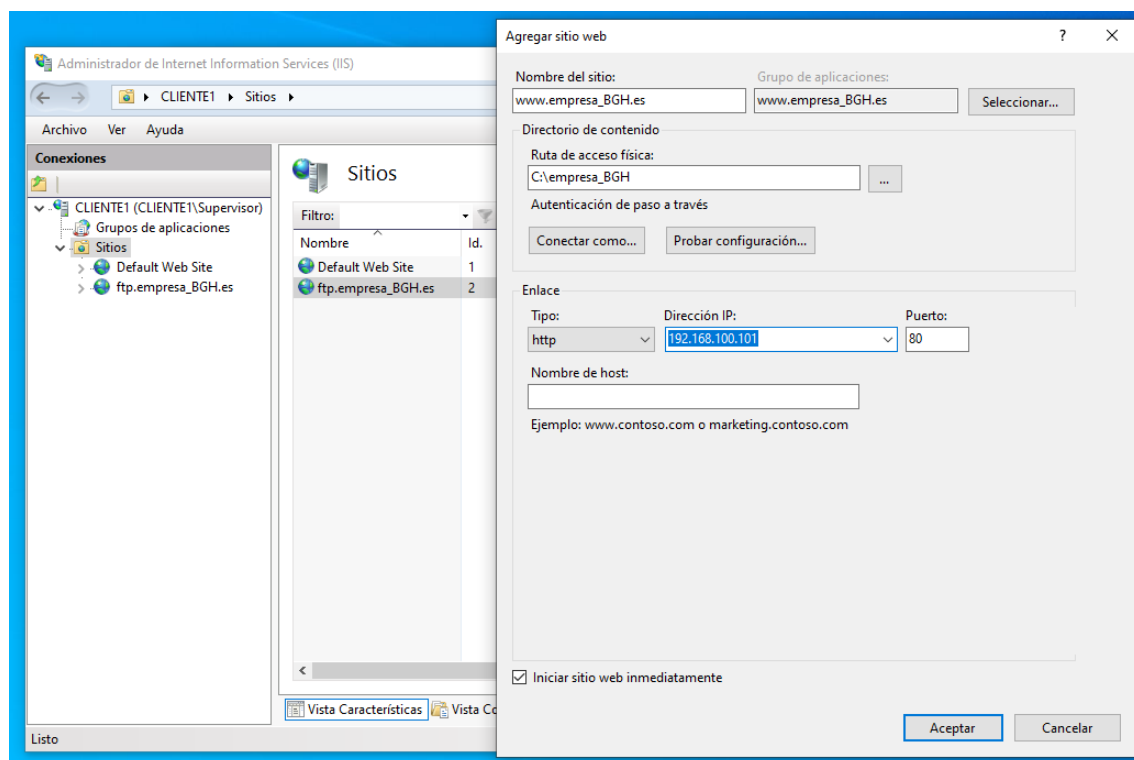 Administrador de Internet Information Services (IIS)
CLIENTE1 Sitios
Archivo Ver Ayuda
Conexiones
CLIENTE1 (CLIENTE1\Supervisor)
Grupos de aplicaciones
Sitios
Default Web Site
ftp.empresa_BGH.es
Sitios
Filtro:
Nombre Id.
Default Web Site 1
ftp.empresa_BGH.es 2
Vista Características
Listo
Agregar sitio web ?
Nombre del sitio: Grupo de aplicaciones:
www.empresa_BGH.es www.empresa_BGH.es Seleccionar...
Directorio de contenido
Ruta de acceso física:
C:\empresa_BGH ...
Autenticación de paso a través
Conectar como... Probar configuración...
Enlace
Tipo: Dirección IP: Puerto:
http 192.168.100.101 80
Nombre de host:
Ejemplo: www.contoso.com o marketing.contoso.com
Iniciar sitio web inmediatamente
Aceptar Cancelar